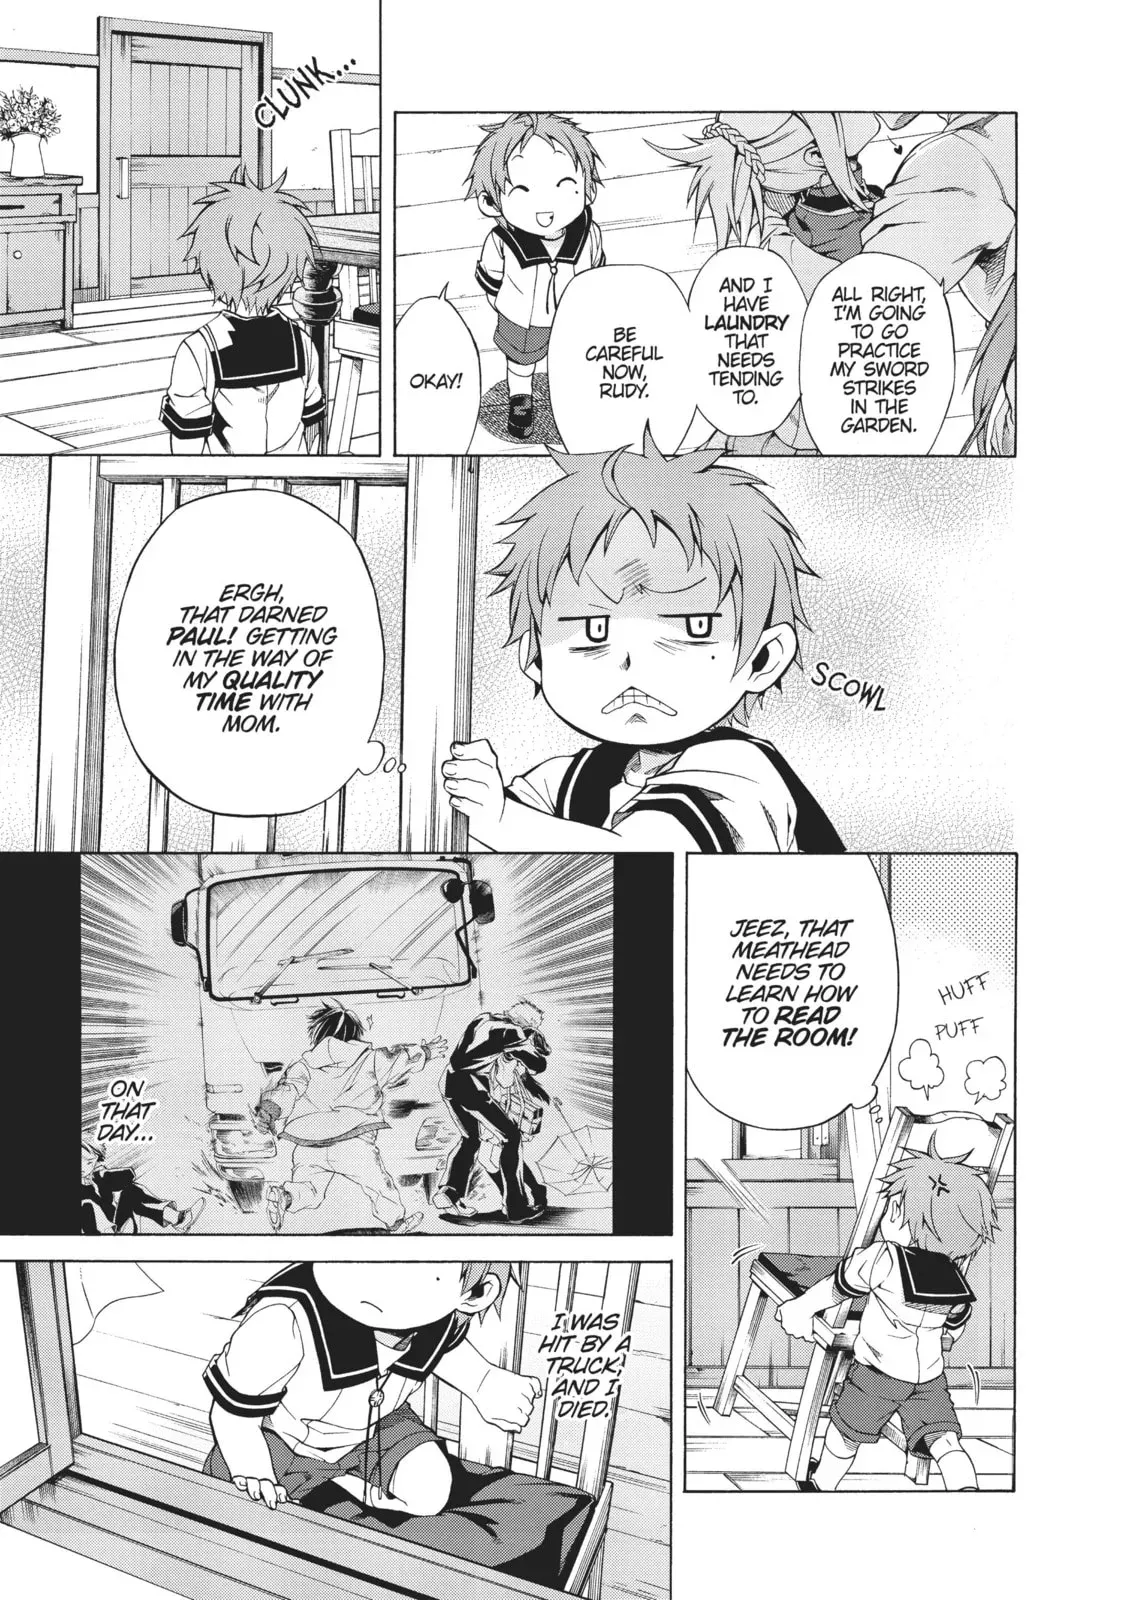 ALL RIGHT,
I'M GOING
TO GO
PRACTICE
MY SWORD
STRIKES
IN THE
GARDEN.
AND I
HAVE
LAUNDRY
THAT
NEEDS
TENDING
TO.
BE
CAREFUL
NOW,
RUDY.
OKAY!
CLUNK...
ERGH,
THAT DARNED
PAUL! GETTING
IN THE WAY OF
MY QUALITY
TIME WITH
MOM.
SCOWL
JEEZ, THAT
MEATHEAD
NEEDS TO
LEARN HOW
TO READ
THE ROOM!
HUFF
PUFF
ON
THAT
DAY...
I WAS
HIT BY A
TRUCK,
AND I
DIED.